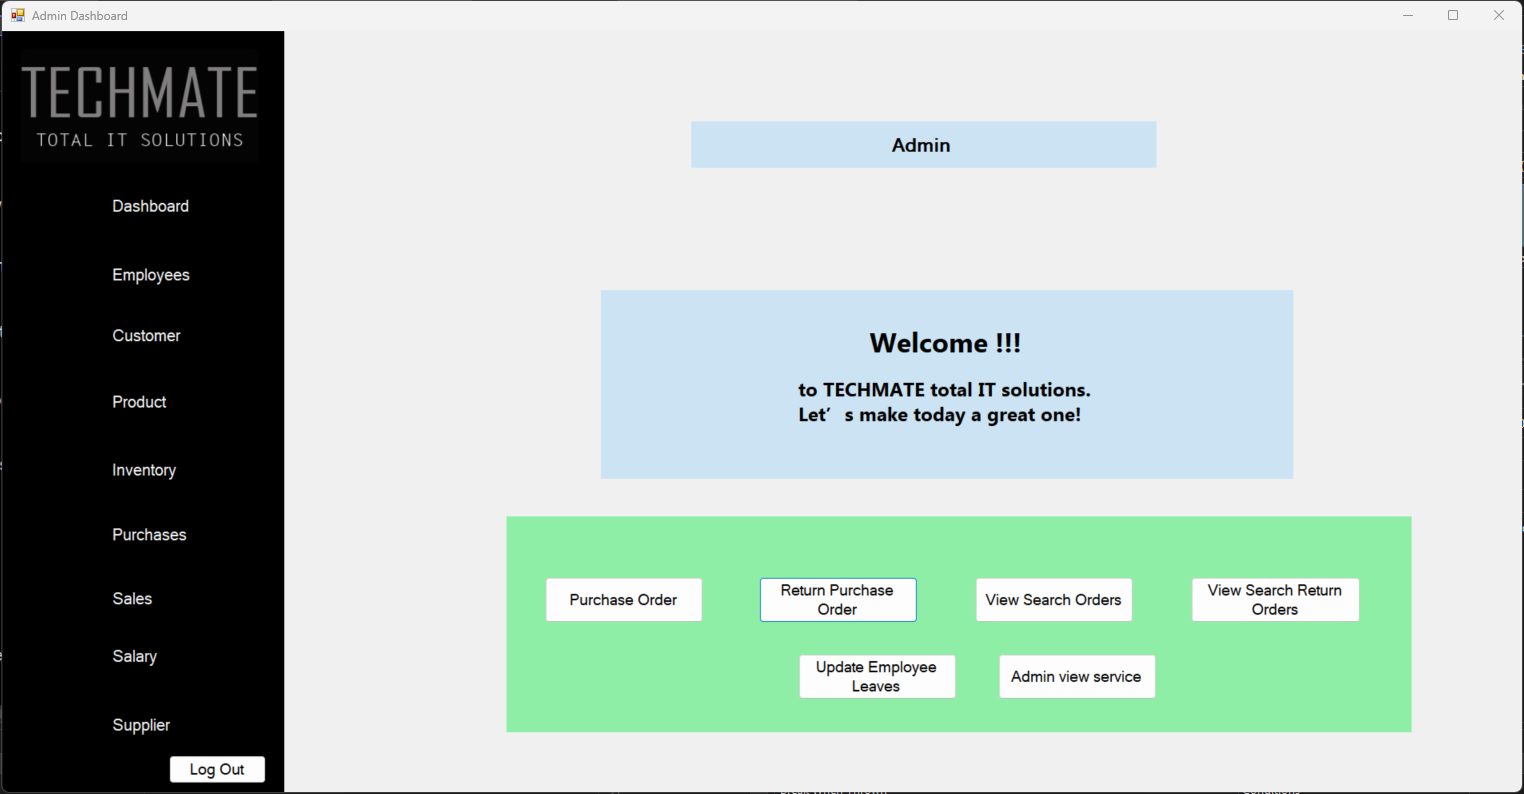 Admin Dashboard
TECHMATE
TOTAL IT SOLUTIONS
Dashboard
Employees
Customer
Product
Inventory
Purchases
Sales
Salary
Supplier
Log Out
Admin
Welcome !!!
to TECHMATE total IT solutions.
Let’ s make today a great one!
Purchase Order
Return Purchase
Order
View Search Orders
View Search Return
Orders
Update Employee
Leaves
Admin view service